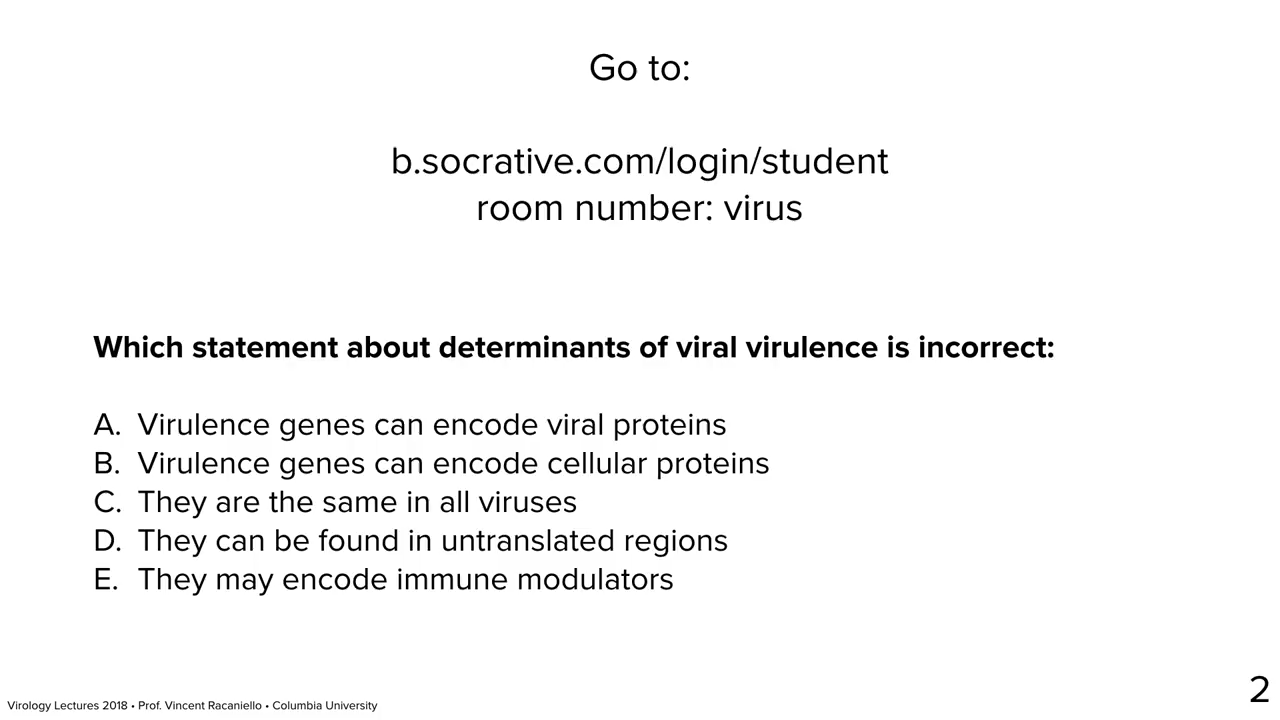 Go to:
b.socrative.com/login/student
room number: virus
Which statement about determinants of viral virulence is incorrect:
A. Virulence genes can encode viral proteins
B. Virulence genes can encode cellular proteins
C. They are the same in all viruses
D. They can be found in untranslated regions
E. They may encode immune modulators
Virology Lectures 2018 • Prof. Vincent Racaniello • Columbia University
2